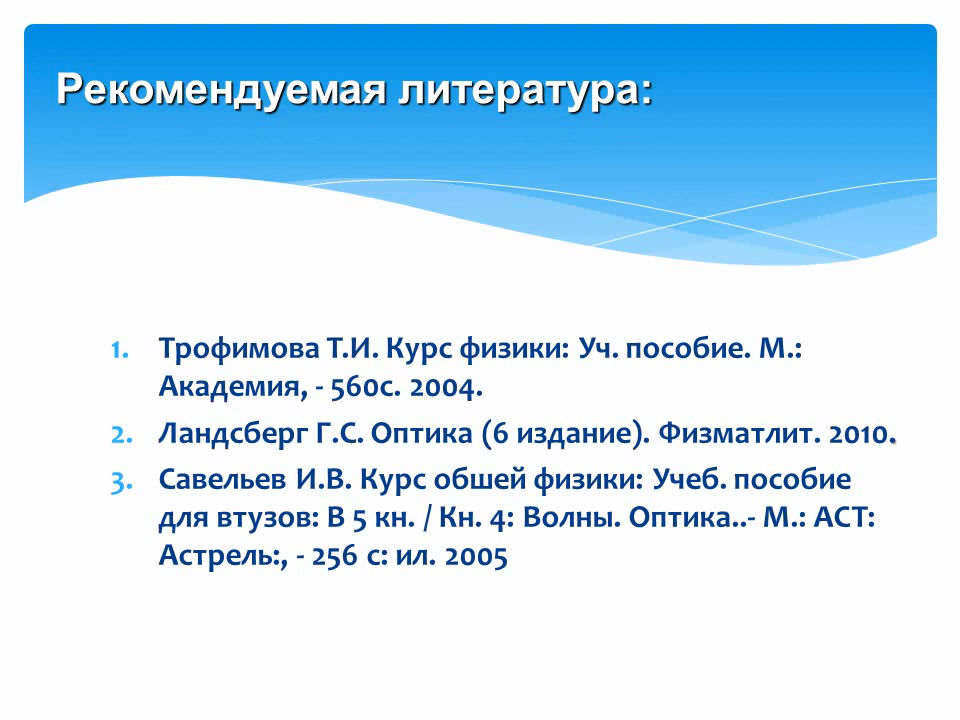 Рекомендуемая литература:
1. Трофимова Т.И. Курс физики: Уч. пособие. М.:
Академия, - 560с. 2004.
2. Ландсберг Г.С. Оптика (6 издание). Физматлит. 2010.
3. Савельев И.В. Курс обшей физики: Учеб. пособие
для втузов: В 5 кн. / Кн. 4: Волны. Оптика..- М.: АСТ:
Астрель:, - 256 с: ил. 2005